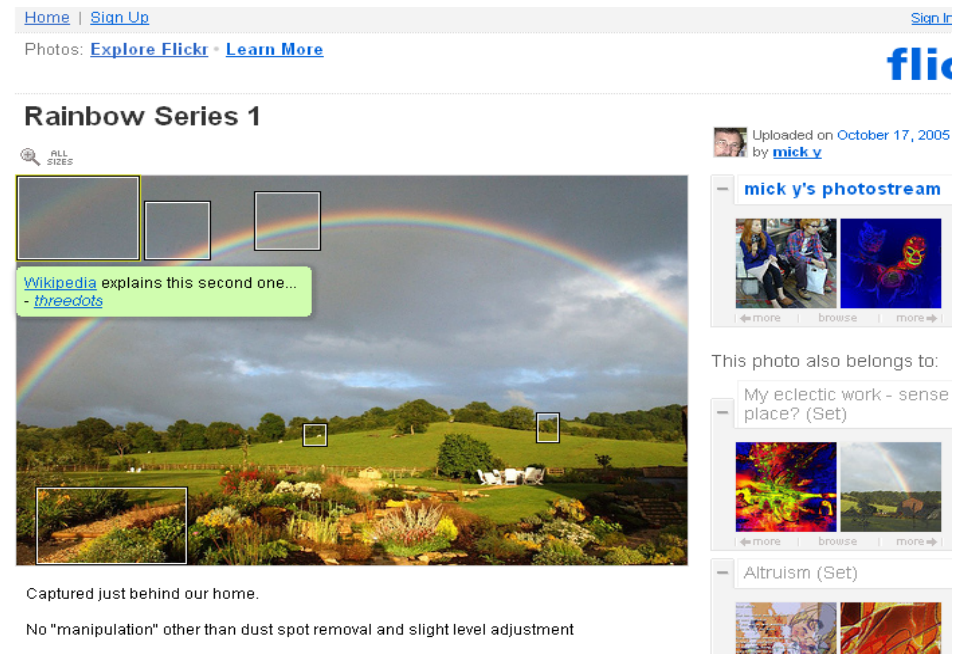 Home | Sign Up
Sign In
Photos: Explore Flickr • Learn More
flic
Rainbow Series 1
ALL
SIZES
Uploaded on October 17, 2005
by mick y
mick y's photostream
Wikipedia explains this second one...
- threedots
more | browse | more
This photo also belongs to:
My eclectic work - sense
place? (Set)
more | browse | more
Altruism (Set)
Captured just behind our home.
No "manipulation" other than dust spot removal and slight level adjustment